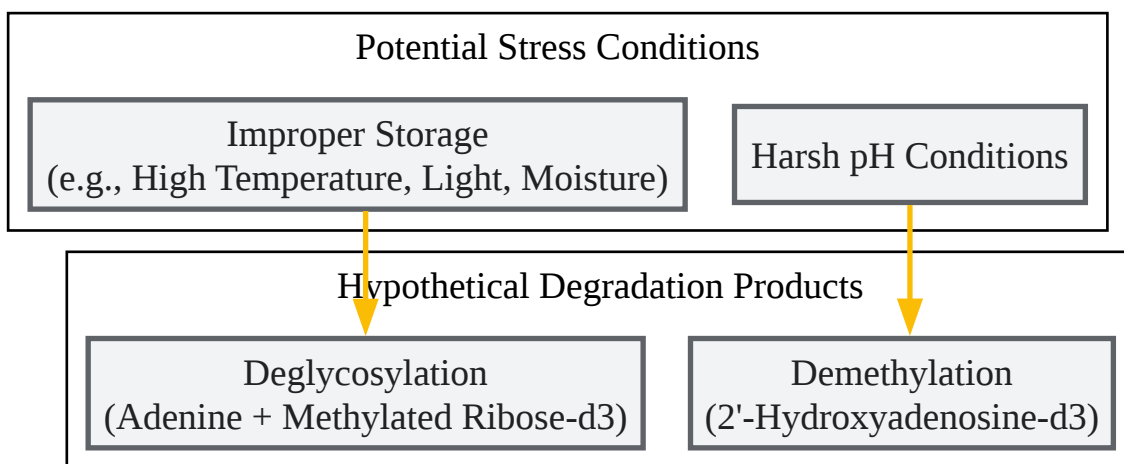 Potential Stress Conditions
Improper Storage
(e.g., High Temperature, Light, Moisture)
Harsh pH Conditions
Hypothetical Degradation Products
Deglycosylation
(Adenine + Methylated Ribose-d3)
Demethylation
(2'-Hydroxyadenosine-d3)